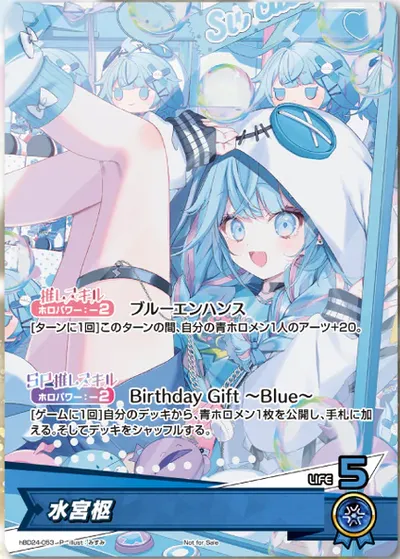 推しスキル
ホロパワー:-2
ブルーエンハンス
[ターンに1回]このターンの間、自分の青ホロメン1人のアーツ+20。
SP推しスキル
ホロパワー:-2
Birthday Gift ～Blue～
[ゲームに1回]自分のデッキから、青ホロメン1枚を公開し、手札に加
える。そしてデッキをシャッフルする。
LIFE 5
水宮枢
hBD24-053 P illust:みすみ
Not for Sale